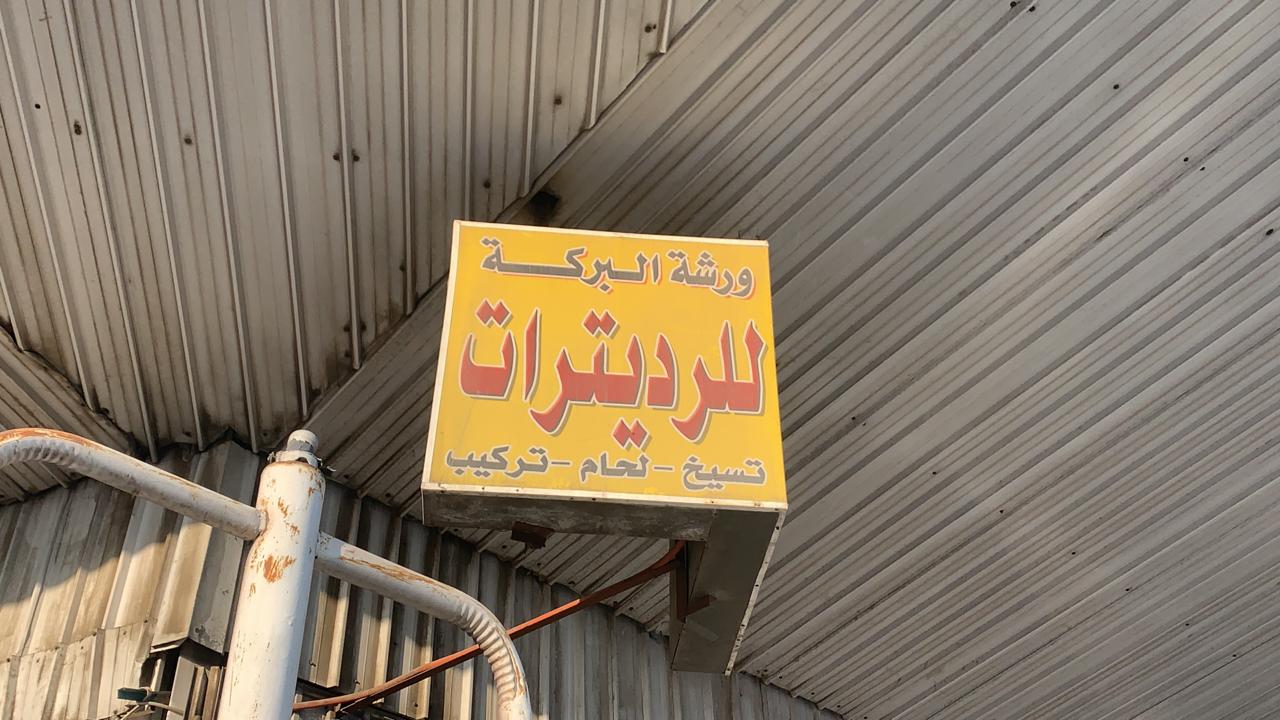 ورشة البركة
للرديترات
تسيخ - لحام - تركيب